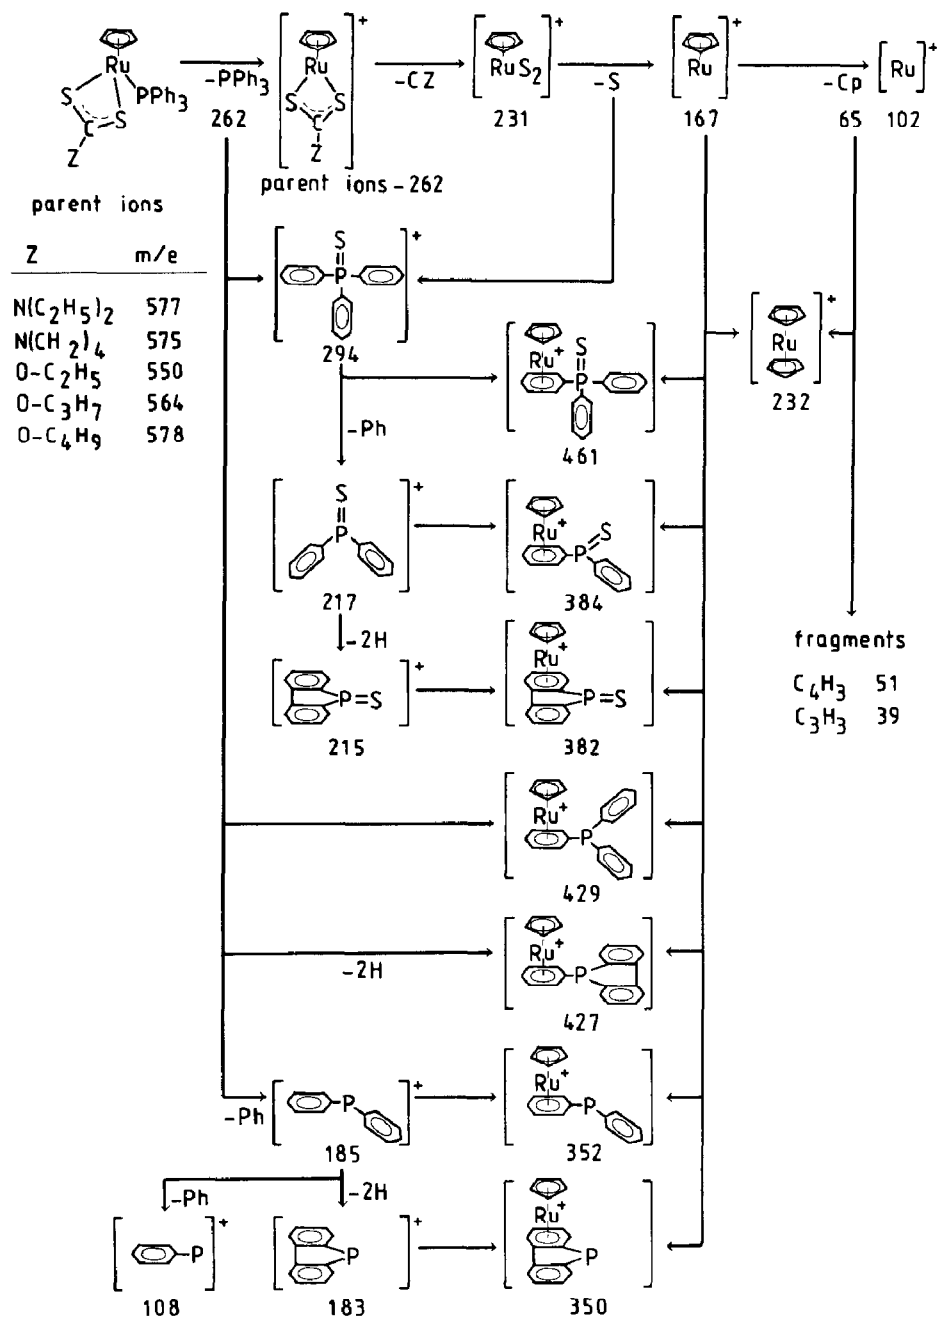 + + + +
Ru Ru Ru S2 Ru [Ru]
S S PPh3 -PPh3 S S -CZ -S -Cp
C 262 C 231 167 65 102
Z Z
parent ions parent ions -262
Z m/e
N(C2H5)2 577
N(CH2)4 575
O-C2H5 550
O-C3H7 564
O-C4H9 578
S +
P
294
+
Ru
232
S
Ru+
P
461
-Ph
S +
P
217
Ru+ S
P
384
-2H
+
P=S
215
Ru+
P=S
382
fragments
C4H3 51
C3H3 39
Ru+
P
429
-2H
Ru+
P
427
-Ph
+
P
185
Ru+
P
352
-Ph -2H
+
P
108
+
P
183
Ru+
P
350